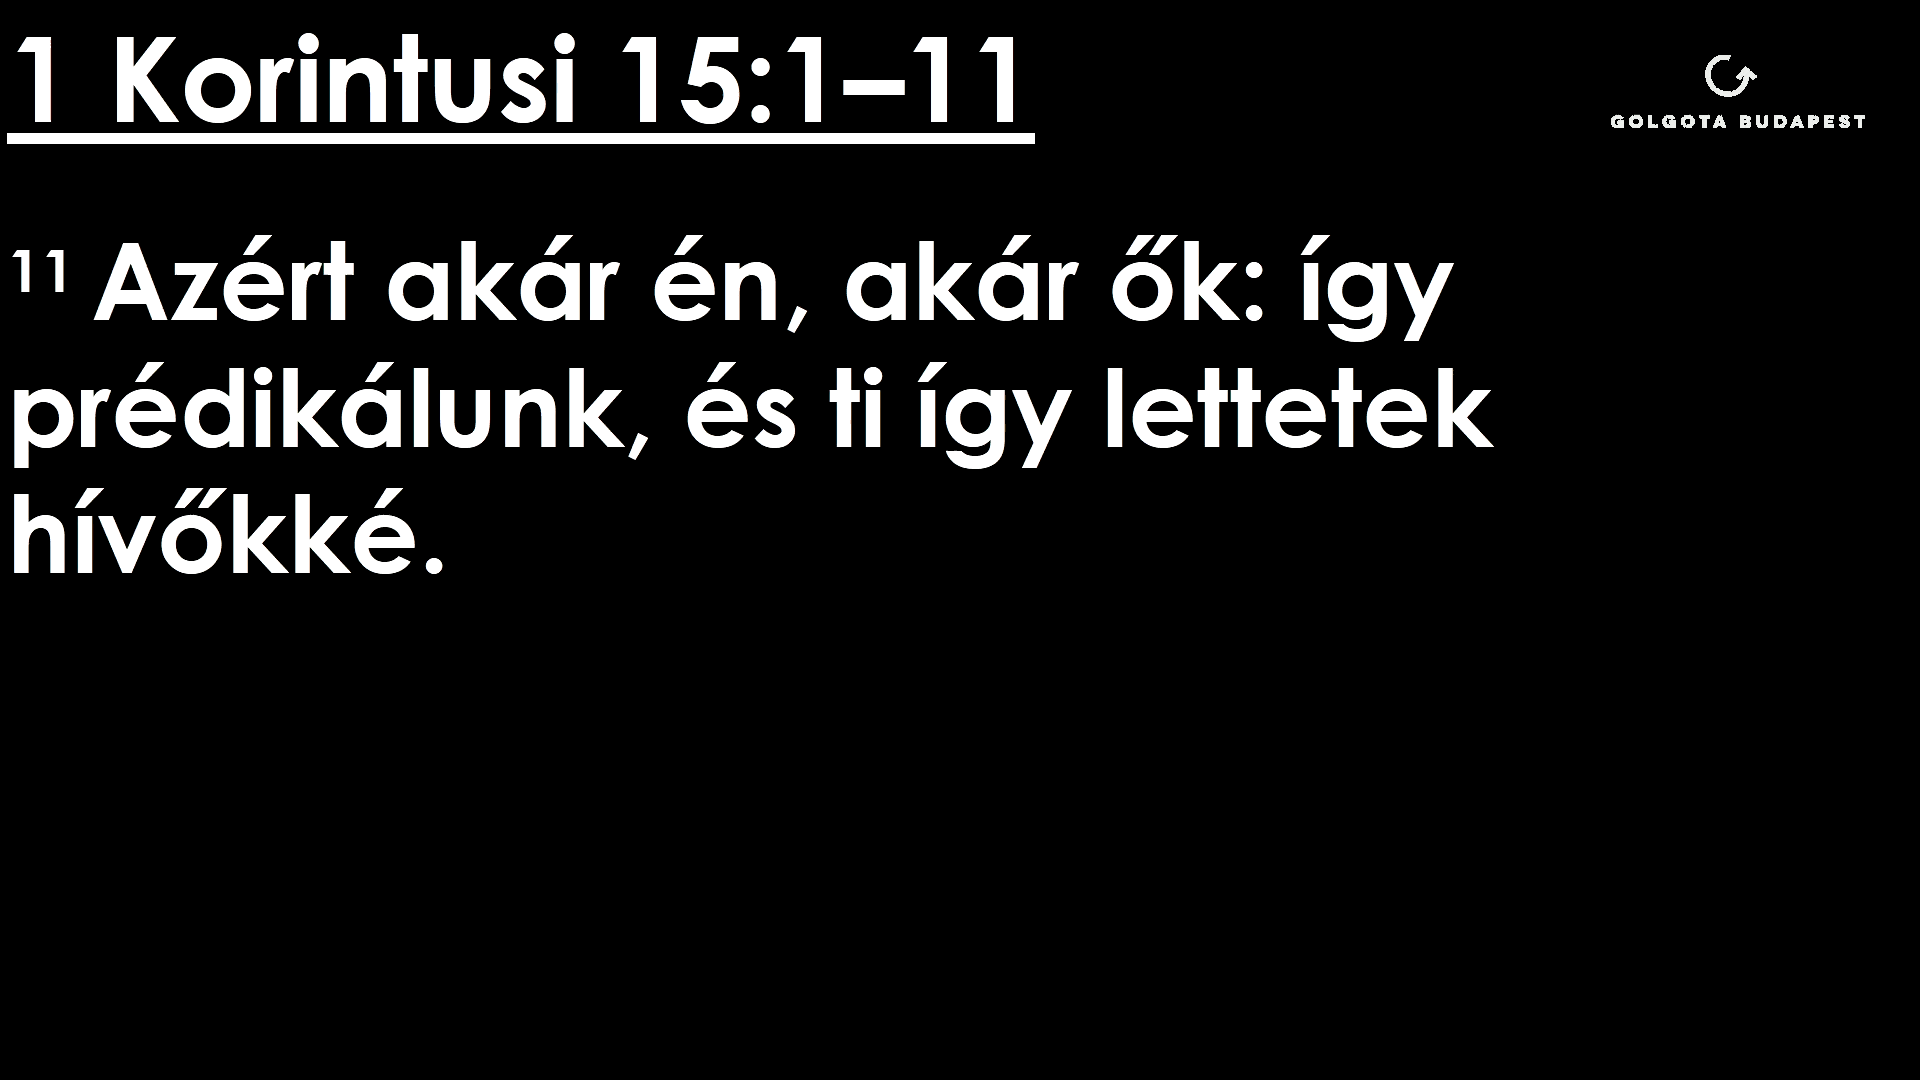 1 Korintusi 15:1–11
GOLGOTA BUDAPEST
11 Azért akár én, akár ők: így
prédikálunk, és ti így lettetek
hívőkké.